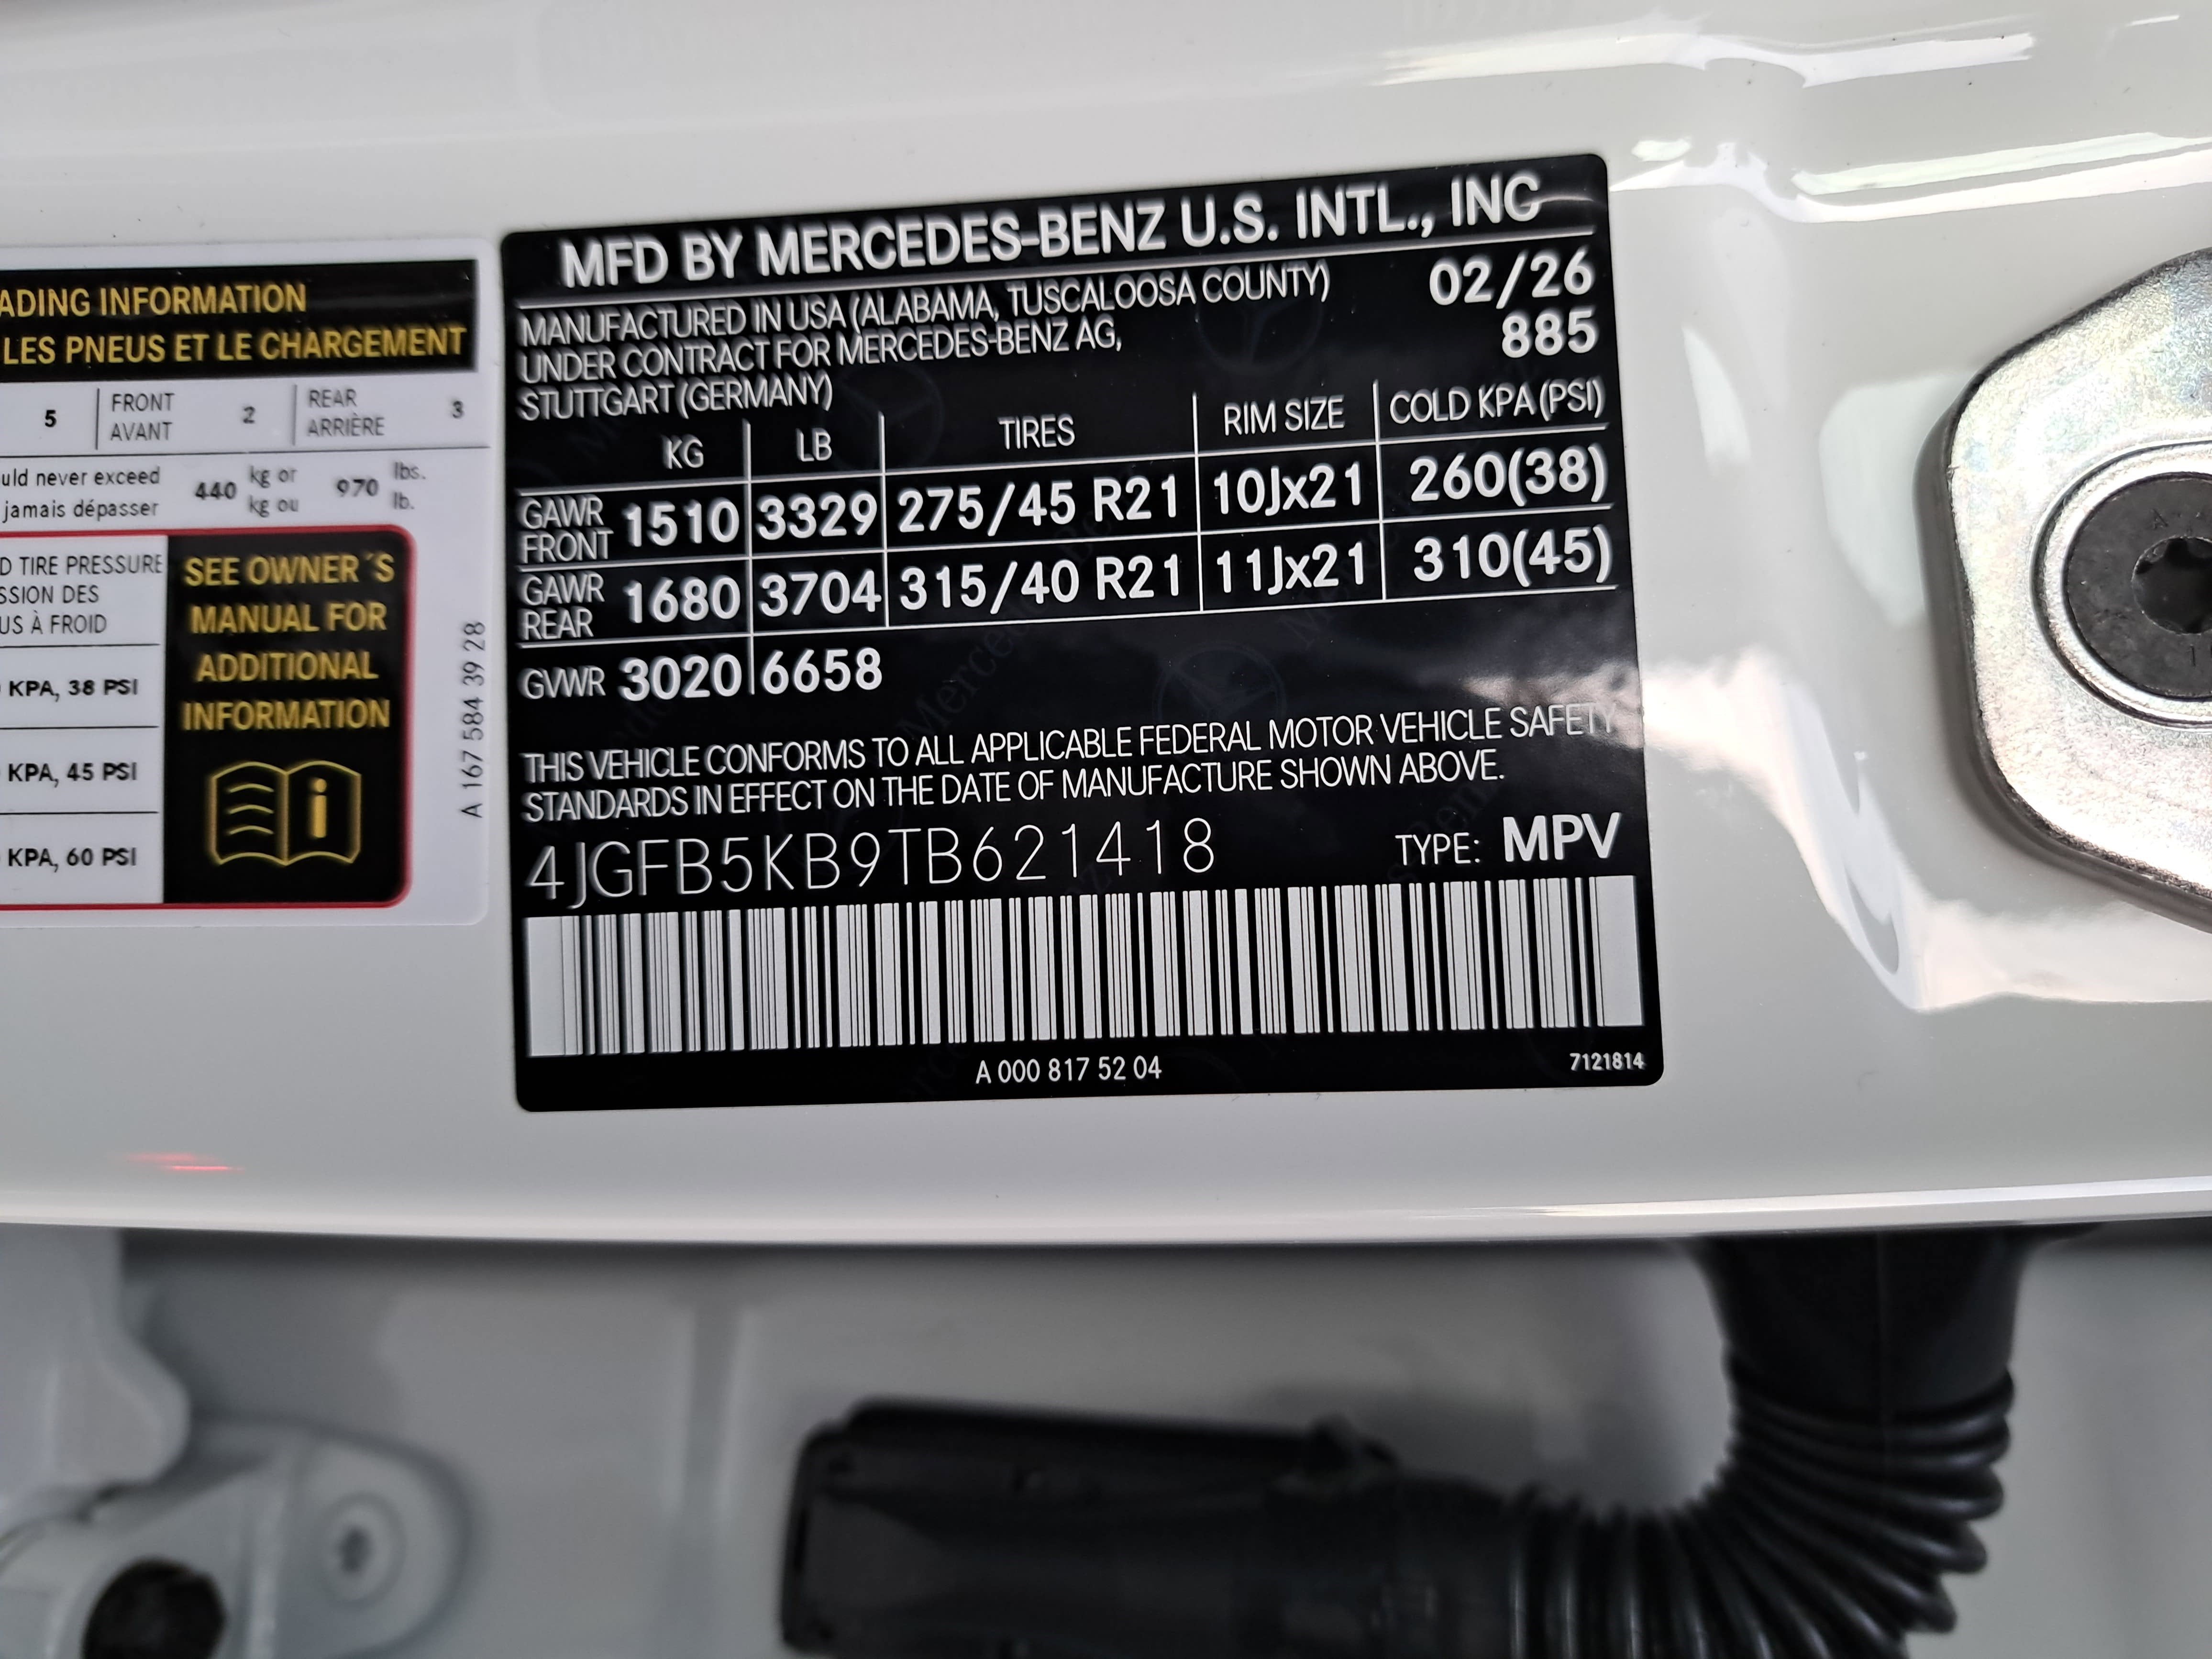 ADING INFORMATION
LES PNEUS ET LE CHARGEMENT
5 FRONT AVANT 2 REAR ARRIÈRE 3
uld never exceed 440 kg or 970 lbs.
jamais dépasser kg ou lb.
D TIRE PRESSURE
SSION DES
US À FROID
KPA, 38 PSI
KPA, 45 PSI
KPA, 60 PSI
SEE OWNER´S
MANUAL FOR
ADDITIONAL
INFORMATION
i
A 167 584 39 28
MFD BY MERCEDES-BENZ U.S. INTL., INC
MANUFACTURED IN USA (ALABAMA, TUSCALOOSA COUNTY) 02/26
UNDER CONTRACT FOR MERCEDES-BENZ AG, 885
STUTTGART (GERMANY)
KG LB TIRES RIM SIZE COLD KPA (PSI)
GAWR FRONT 1510 3329 275/45 R21 10Jx21 260(38)
GAWR REAR 1680 3704 315/40 R21 11Jx21 310(45)
GVWR 3020 6658
THIS VEHICLE CONFORMS TO ALL APPLICABLE FEDERAL MOTOR VEHICLE SAFETY
STANDARDS IN EFFECT ON THE DATE OF MANUFACTURE SHOWN ABOVE.
4JGFB5KB9TB621418 TYPE: MPV
A 000 817 52 04 7121814